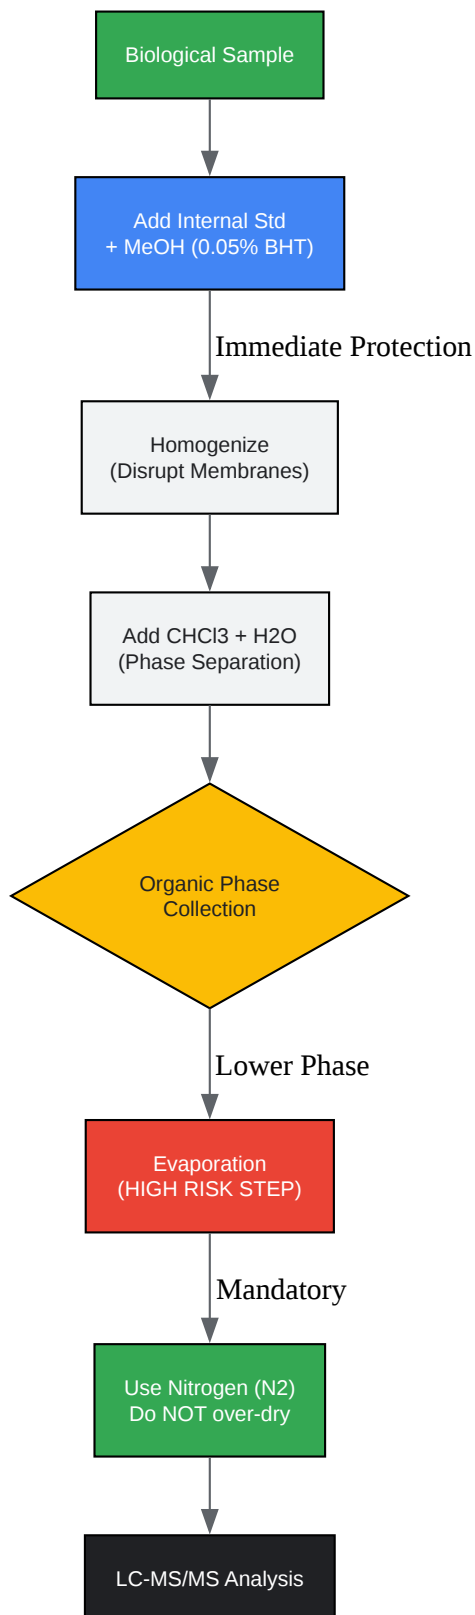 Biological Sample
Add Internal Std
+ MeOH (0.05% BHT)
Immediate Protection
Homogenize
(Disrupt Membranes)
Add CHCl3 + H2O
(Phase Separation)
Organic Phase
Collection
Lower Phase
Evaporation
(HIGH RISK STEP)
Mandatory
Use Nitrogen (N2)
Do NOT over-dry
LC-MS/MS Analysis